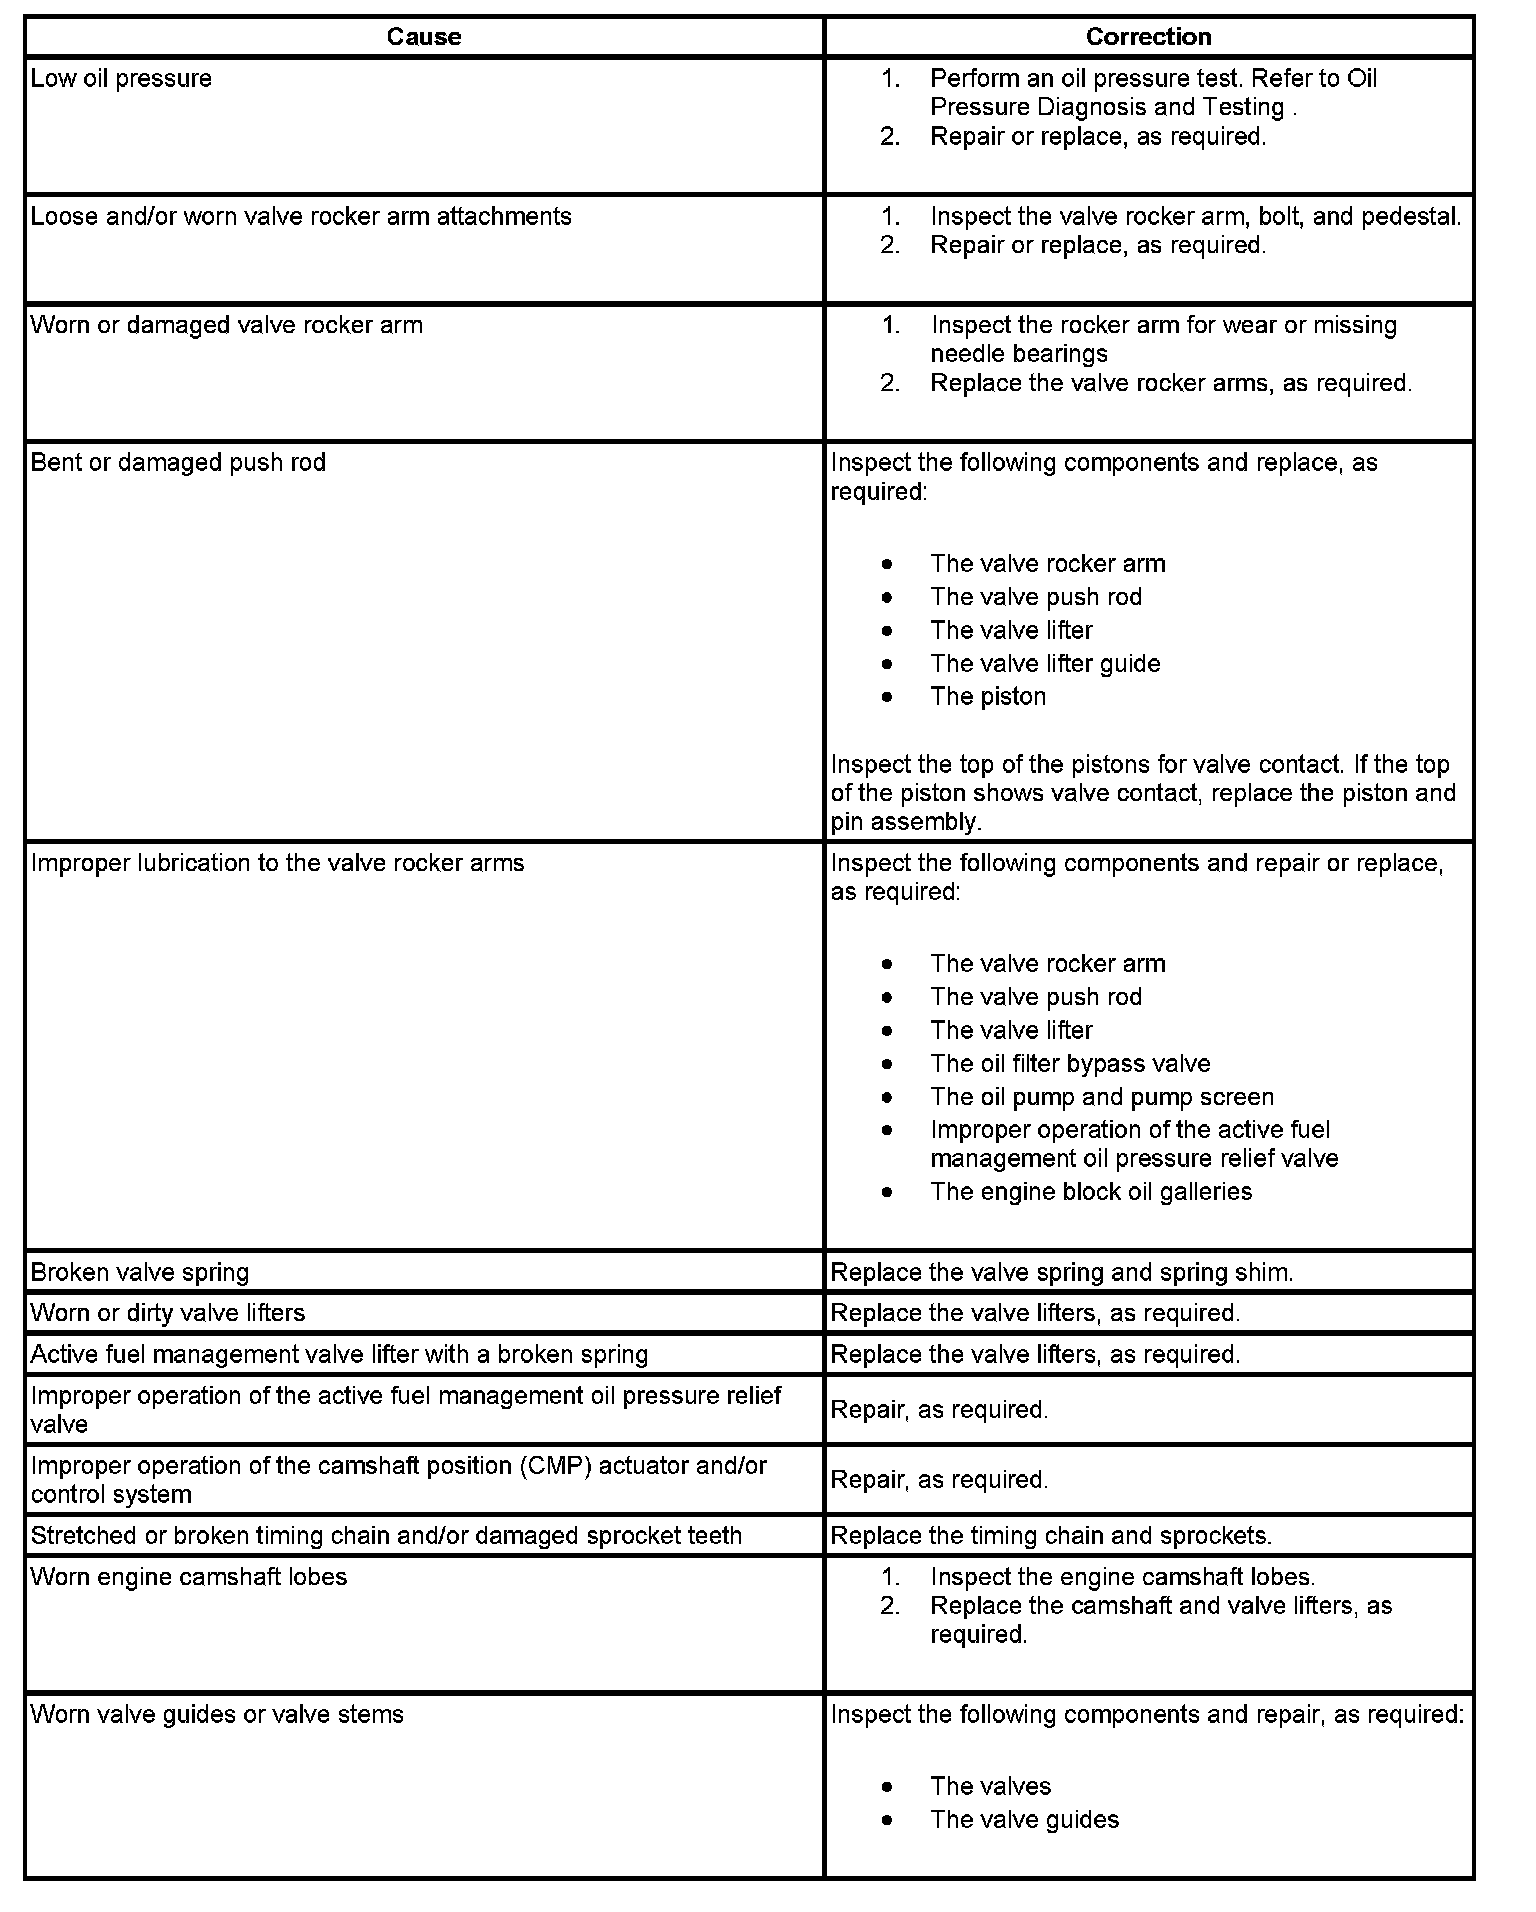 Cause
Correction
Low oil pressure
1. Perform an oil pressure test. Refer to Oil
Pressure Diagnosis and Testing .
2. Repair or replace, as required.
Loose and/or worn valve rocker arm attachments
1. Inspect the valve rocker arm, bolt, and pedestal.
2. Repair or replace, as required.
Worn or damaged valve rocker arm
1. Inspect the rocker arm for wear or missing
needle bearings
2. Replace the valve rocker arms, as required.
Bent or damaged push rod
Inspect the following components and replace, as
required:
• The valve rocker arm
• The valve push rod
• The valve lifter
• The valve lifter guide
• The piston
Inspect the top of the pistons for valve contact. If the top
of the piston shows valve contact, replace the piston and
pin assembly.
Improper lubrication to the valve rocker arms
Inspect the following components and repair or replace,
as required:
• The valve rocker arm
• The valve push rod
• The valve lifter
• The oil filter bypass valve
• The oil pump and pump screen
• Improper operation of the active fuel
management oil pressure relief valve
• The engine block oil galleries
Broken valve spring
Replace the valve spring and spring shim.
Worn or dirty valve lifters
Replace the valve lifters, as required.
Active fuel management valve lifter with a broken spring
Replace the valve lifters, as required.
Improper operation of the active fuel management oil pressure relief
valve
Repair, as required.
Improper operation of the camshaft position (CMP) actuator and/or
control system
Repair, as required.
Stretched or broken timing chain and/or damaged sprocket teeth
Replace the timing chain and sprockets.
Worn engine camshaft lobes
1. Inspect the engine camshaft lobes.
2. Replace the camshaft and valve lifters, as
required.
Worn valve guides or valve stems
Inspect the following components and repair, as required:
• The valves
• The valve guides